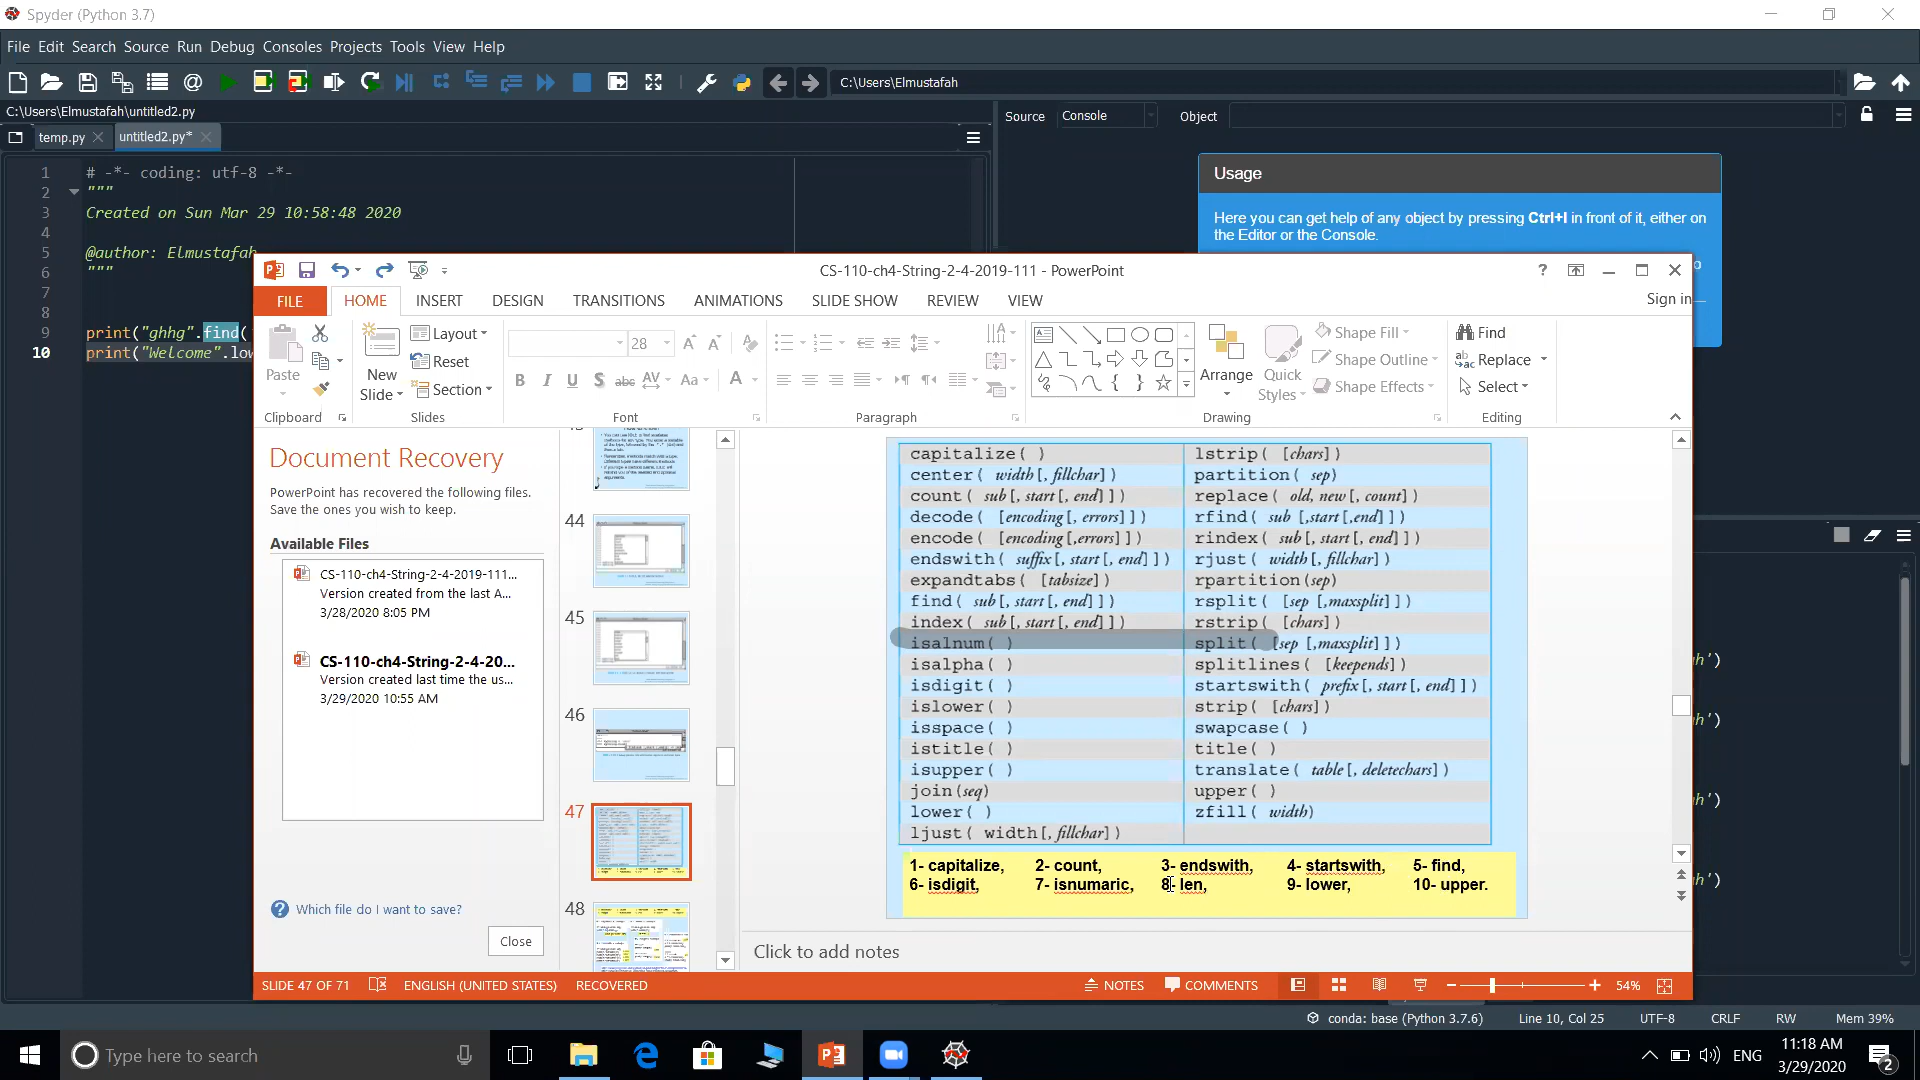 Spyder (Python 3.7)
File Edit Search Source Run Debug Consoles Projects Tools View Help
C:\Users\Elmustafah
C:\Users\Elmustafah\untitled2.py
temp.py untitled2.py*
Source Console Object
1 # -*- coding: utf-8 -*-
2 """
3 Created on Sun Mar 29 10:58:48 2020
4
5 @author: Elmustafah
6 """
7
8
9 print("ghhg".find(
10 print("Welcome".low
Usage
Here you can get help of any object by pressing Ctrl+I in front of it, either on
the Editor or the Console.
CS-110-ch4-String-2-4-2019-111 - PowerPoint
FILE HOME INSERT DESIGN TRANSITIONS ANIMATIONS SLIDE SHOW REVIEW VIEW Sign in
Paste
New Slide
Layout
Reset
Section
28
Arrange
Quick Styles
Shape Fill
Shape Outline
Shape Effects
Find
Replace
Select
Clipboard Slides Font Paragraph Drawing Editing
Document Recovery
PowerPoint has recovered the following files.
Save the ones you wish to keep.
Available Files
CS-110-ch4-String-2-4-2019-111...
Version created from the last A...
3/28/2020 8:05 PM
CS-110-ch4-String-2-4-20...
Version created last time the us...
3/29/2020 10:55 AM
Which file do I want to save?
Close
44
45
46
47
48
capitalize( ) lstrip( [chars])
center( width[, fillchar]) partition( sep)
count( sub[, start[, end]]) replace( old, new[, count])
decode( [encoding[, errors]]) rfind( sub [,start[,end]])
encode( [encoding[,errors]]) rindex( sub[, start[, end]])
endswith( suffix[, start[, end]]) rjust( width[, fillchar])
expandtabs( [tabsize]) rpartition(sep)
find( sub[, start[, end]]) rsplit( [sep [,maxsplit]])
index( sub[, start[, end]]) rstrip( [chars])
isalnum( ) split( [sep [,maxsplit]])
isalpha( ) splitlines( [keepends])
isdigit( ) startswith( prefix[, start[, end]])
islower( ) strip( [chars])
isspace( ) swapcase( )
istitle( ) title( )
isupper( ) translate( table[, deletechars])
join(seq) upper( )
lower( ) zfill( width)
ljust( width[, fillchar])
1- capitalize, 2- count, 3- endswith, 4- startswith, 5- find,
6- isdigit, 7- isnumaric, 8- len, 9- lower, 10- upper.
Click to add notes
SLIDE 47 OF 71 ENGLISH (UNITED STATES) RECOVERED NOTES COMMENTS 54%
conda: base (Python 3.7.6) Line 10, Col 25 UTF-8 CRLF RW Mem 39%
Type here to search
ENG
11:18 AM
3/29/2020
2